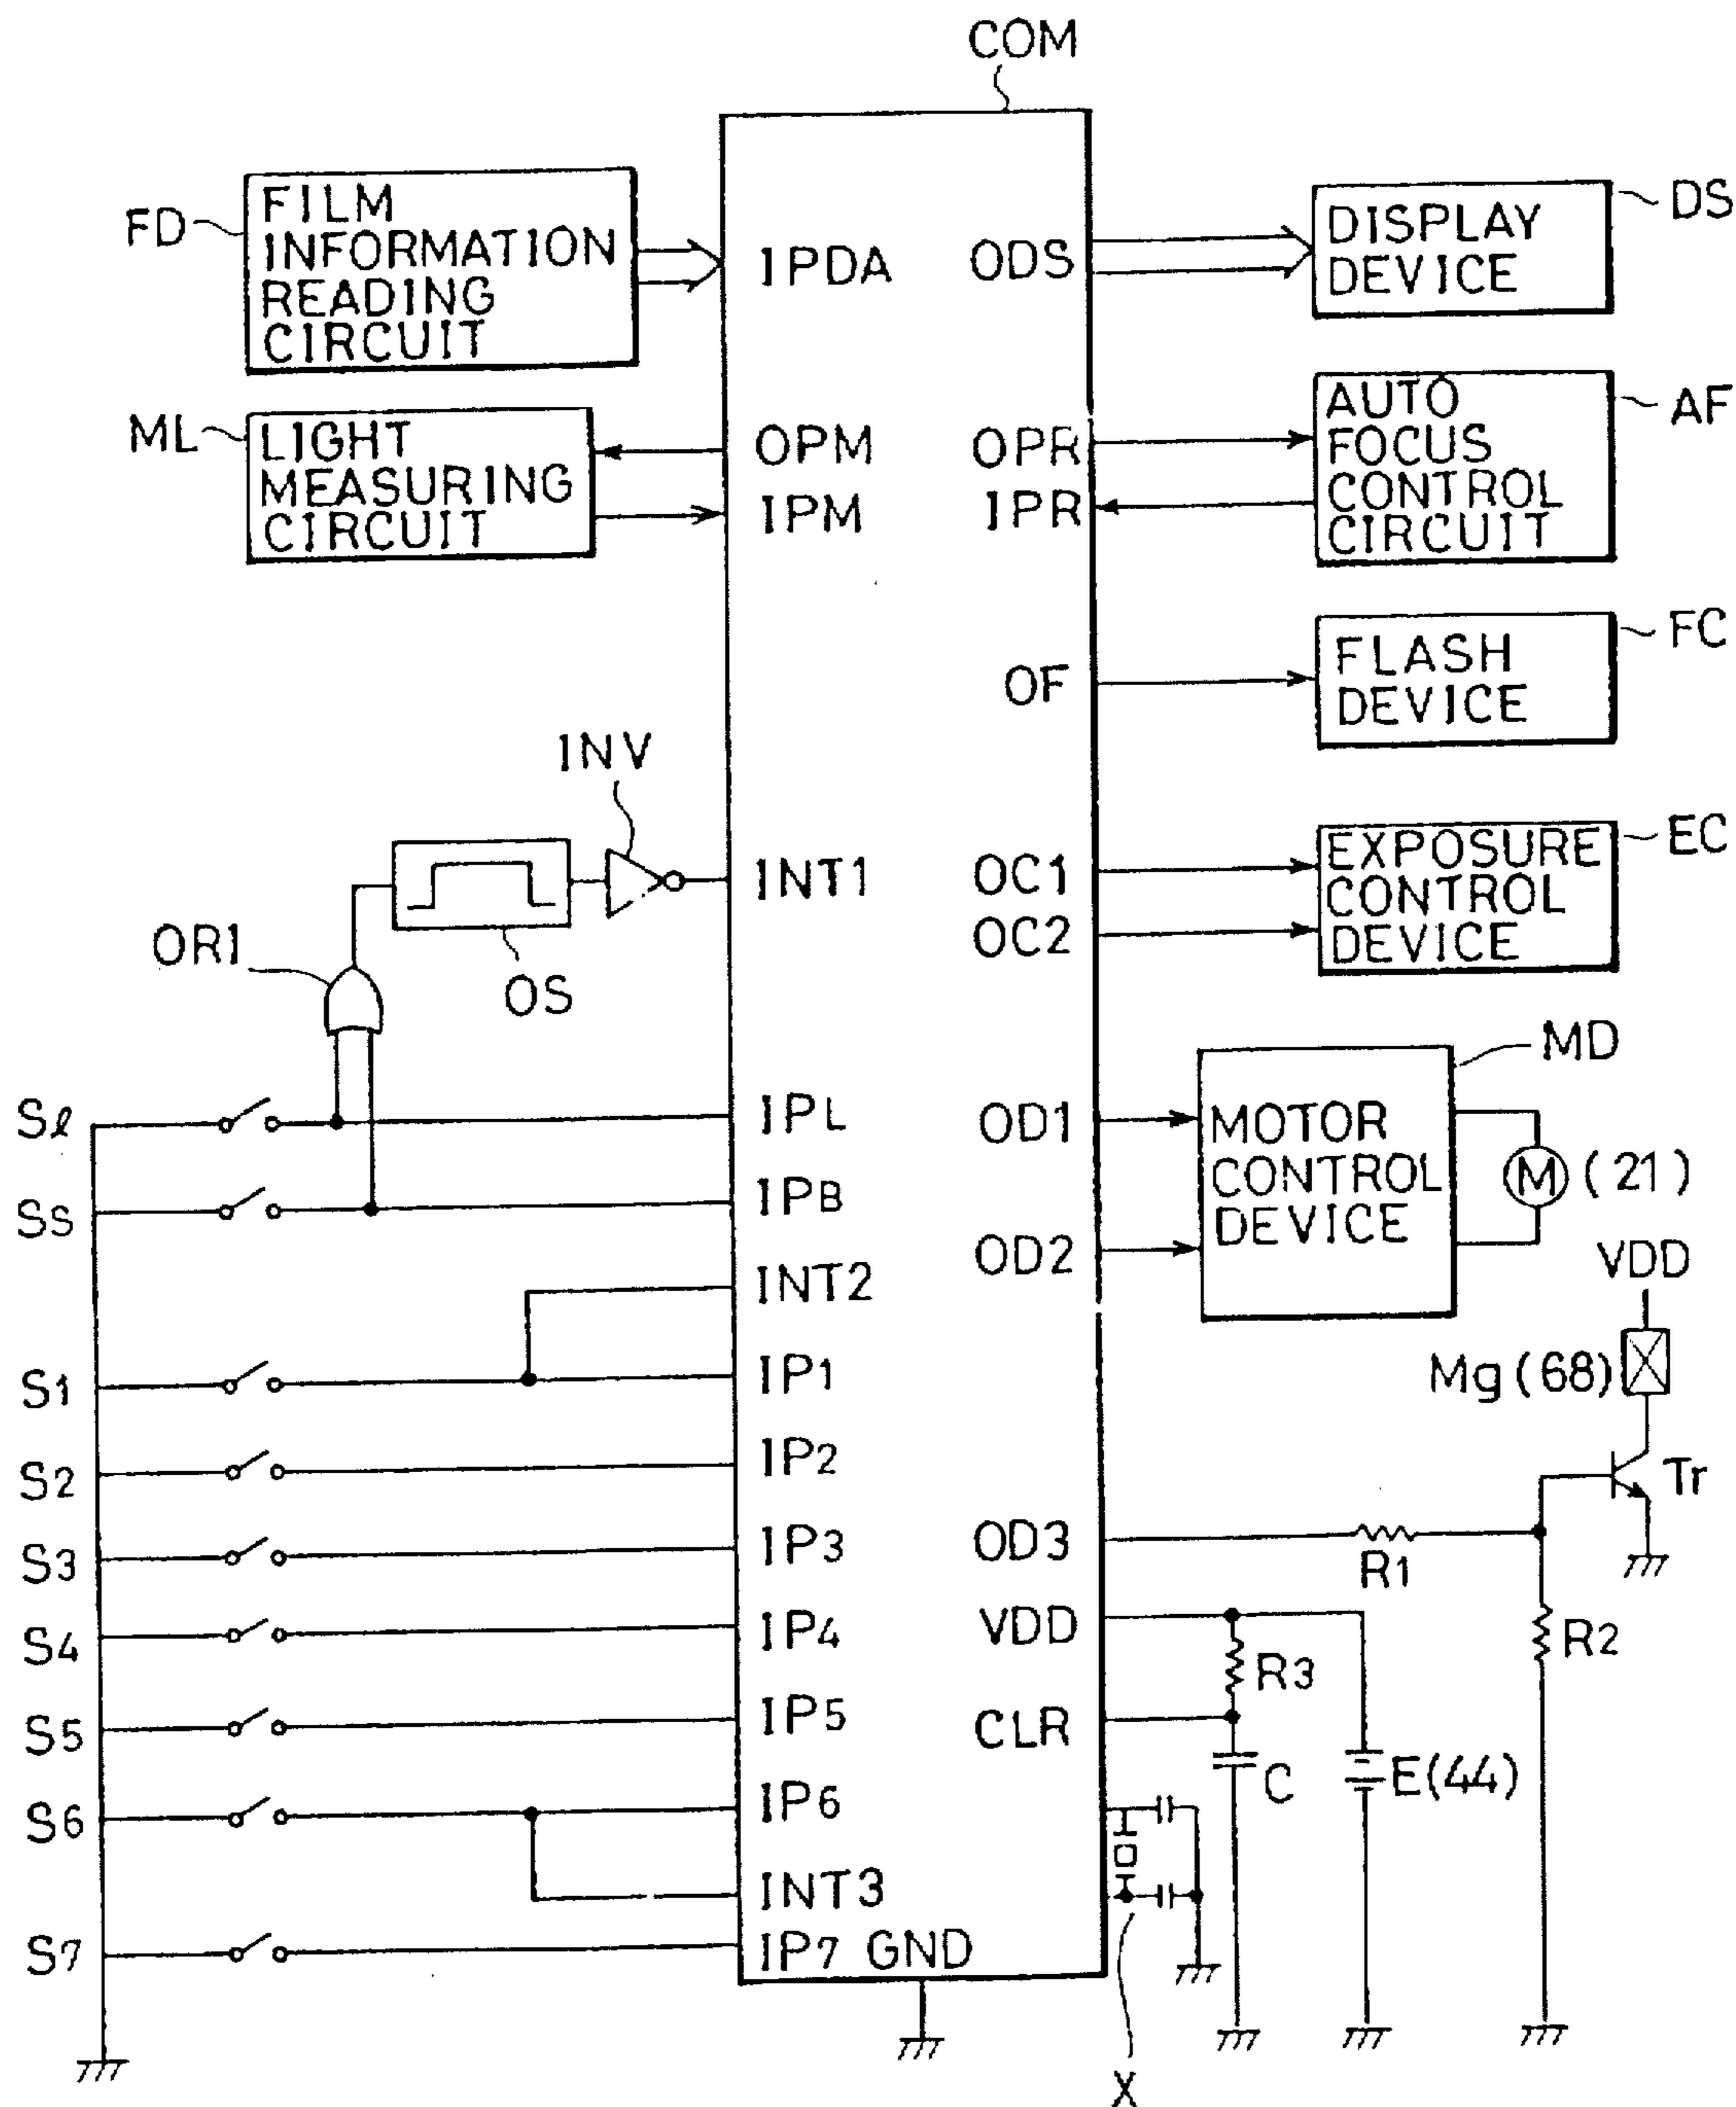 COM
FD
FILM
INFORMATION
READING
CIRCUIT
IPDA
ODS
DISPLAY
DEVICE
DS
ML
LIGHT
MEASURING
CIRCUIT
OPM
IPM
OPR
IPR
AUTO
FOCUS
CONTROL
CIRCUIT
AF
OF
FLASH
DEVICE
FC
INV
INT1
OS
OR1
OC1
OC2
EXPOSURE
CONTROL
DEVICE
EC
Sℓ
IPL
OD1
MOTOR
CONTROL
DEVICE
MD
M (21)
SS
IPB
OD2
INT2
VDD
Mg (68)
S1
IP1
S2
IP2
Tr
S3
IP3
OD3
R1
R2
S4
IP4
VDD
R3
S5
IP5
CLR
C
E(44)
S6
IP6
INT3
S7
IP7 GND
X